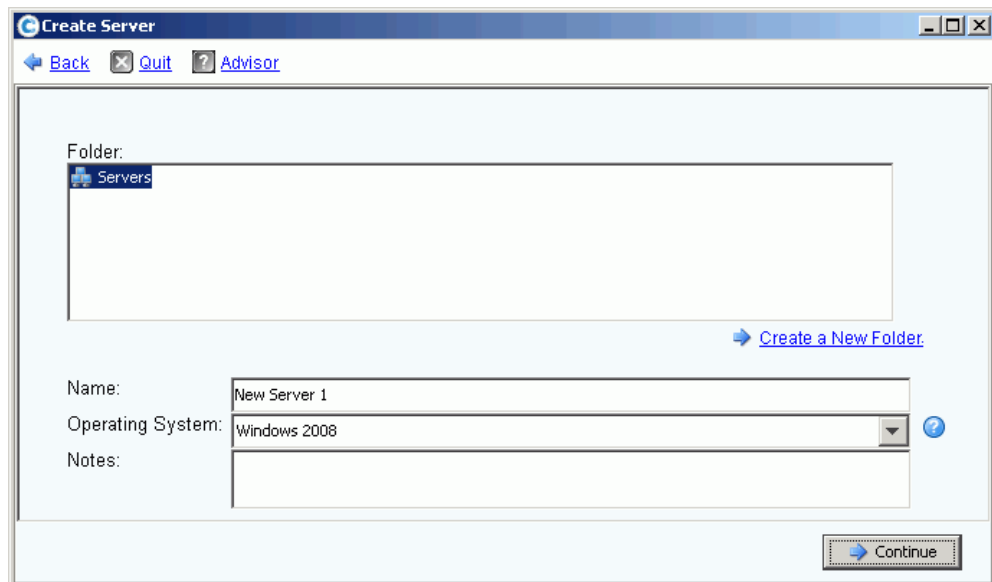 Create Server
Back Quit Advisor
Folder:
Servers
Create a New Folder.
Name: New Server 1
Operating System: Windows 2008
Notes:
Continue